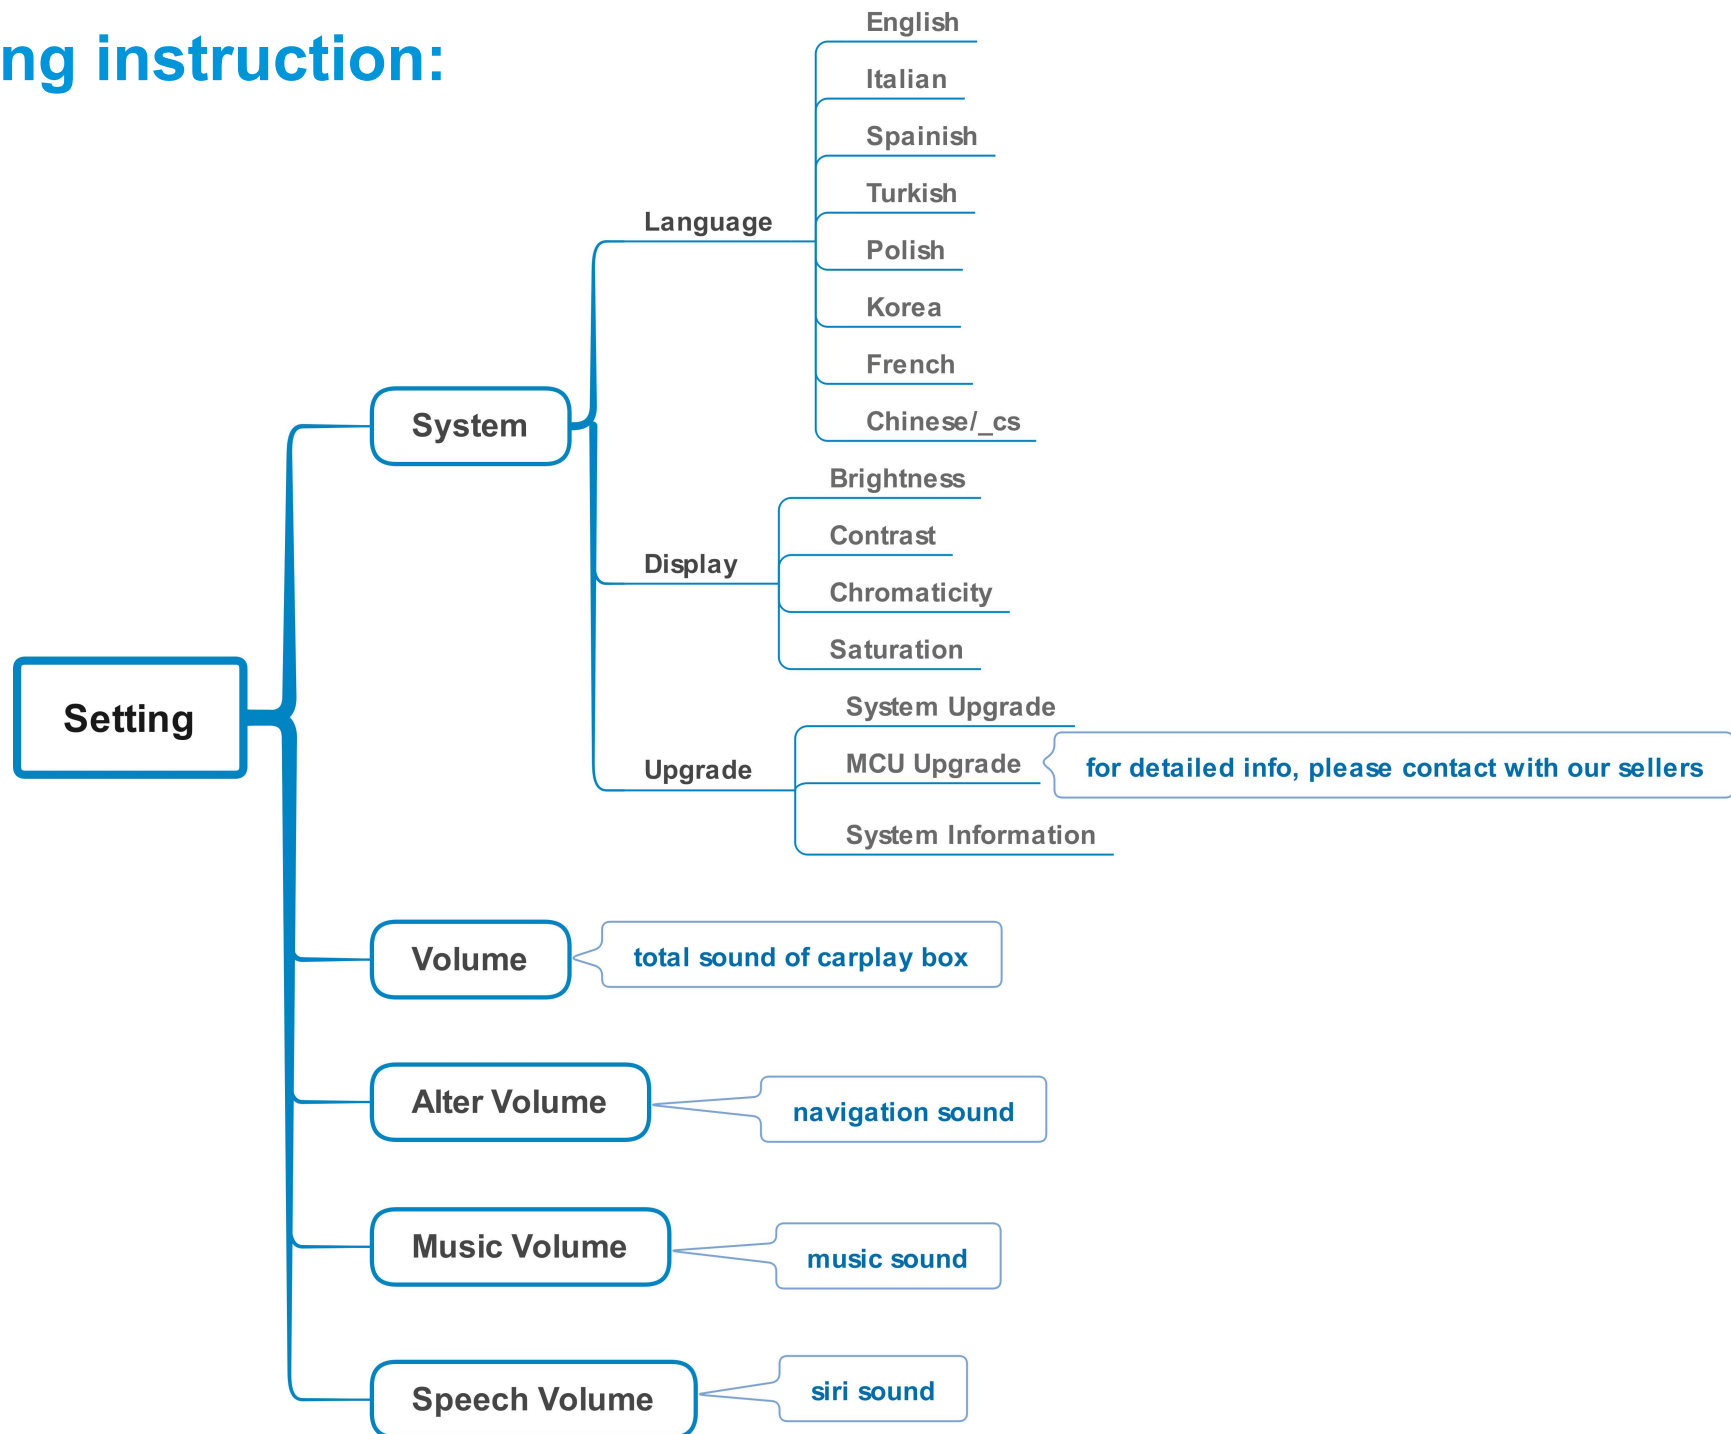 ng instruction:
English
Italian
Spainish
Turkish
Language
Polish
Korea
French
Chinese/_cs
System
Brightness
Contrast
Display
Chromaticity
Saturation
Setting
System Upgrade
MCU Upgrade
for detailed info, please contact with our sellers
Upgrade
System Information
Volume
total sound of carplay box
Alter Volume
navigation sound
Music Volume
music sound
Speech Volume
siri sound